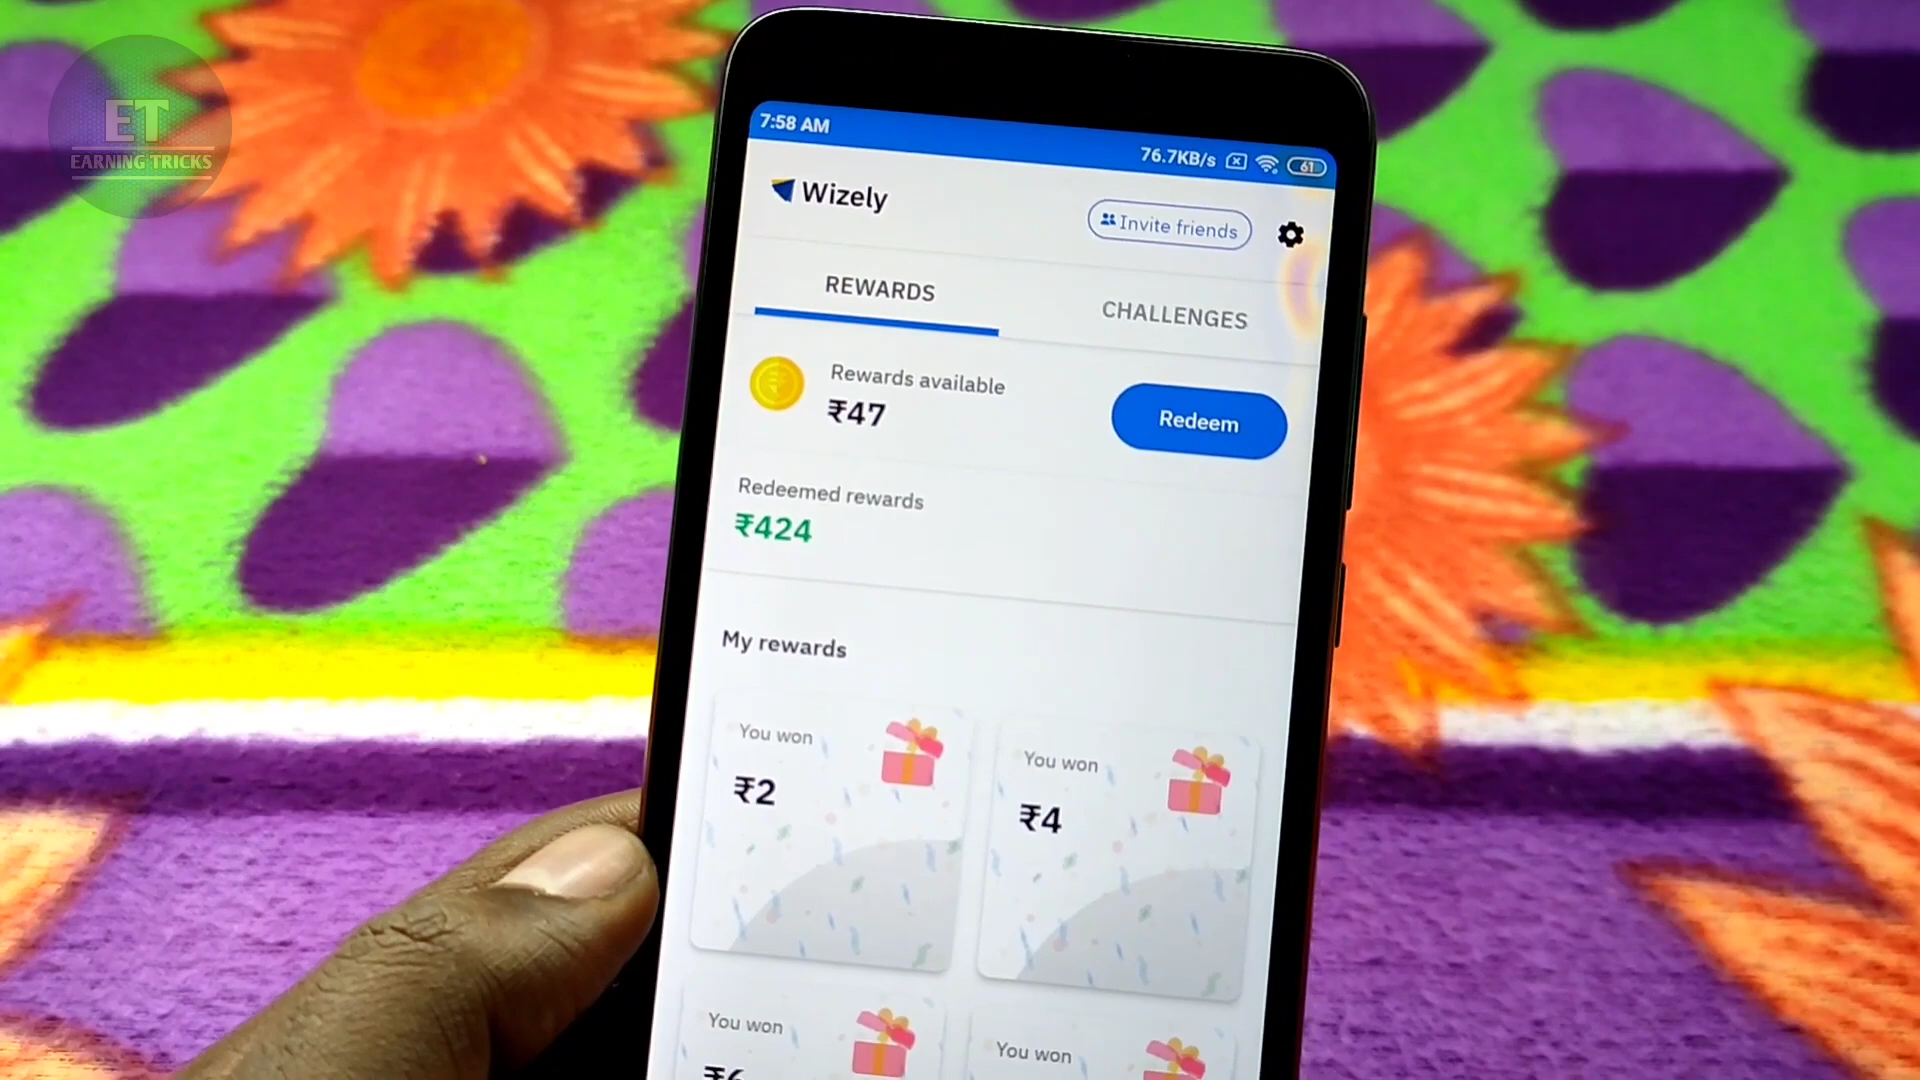 ET
EARNING TRICKS
7:58 AM
76.7KB/s
61
Wizely
Invite friends
REWARDS
CHALLENGES
Rewards available
₹47
Redeem
Redeemed rewards
₹424
My rewards
You won
₹2
You won
₹4
You won
₹6
You won